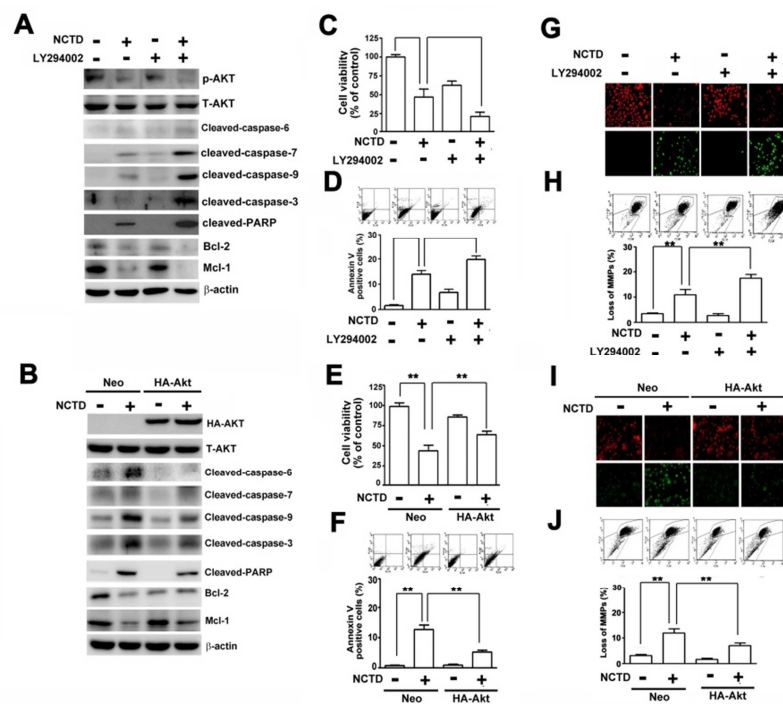 A
NCTD - + - +
LY294002 - - + +
p-AKT
T-AKT
Cleaved-caspase-6
cleaved-caspase-7
cleaved-caspase-9
cleaved-caspase-3
cleaved-PARP
Bcl-2
Mcl-1
β-actin
B
Neo HA-Akt
NCTD - + - +
HA-AKT
T-AKT
Cleaved-caspase-6
Cleaved-caspase-7
Cleaved-caspase-9
Cleaved-caspase-3
Cleaved-PARP
Bcl-2
Mcl-1
β-actin
C
Cell viability
(% of control)
125
100
75
50
25
0
NCTD - + - +
LY294002 - - + +
D
Annexin V
positive cells (%)
30
20
10
0
NCTD - + - +
LY294002 - - + +
E
** **
Cell viability
(% of control)
125
100
75
50
25
0
NCTD - + - +
Neo HA-Akt
F
** **
Annexin V
positive cells (%)
30
20
10
0
NCTD - + - +
Neo HA-Akt
G
NCTD - + - +
LY294002 - - + +
H
** **
Loss of MMPs (%)
30
20
10
0
NCTD - + - +
LY294002 - - + +
I
Neo HA-Akt
NCTD - + - +
J
** **
Loss of MMPs (%)
30
20
10
0
NCTD - + - +
Neo HA-Akt